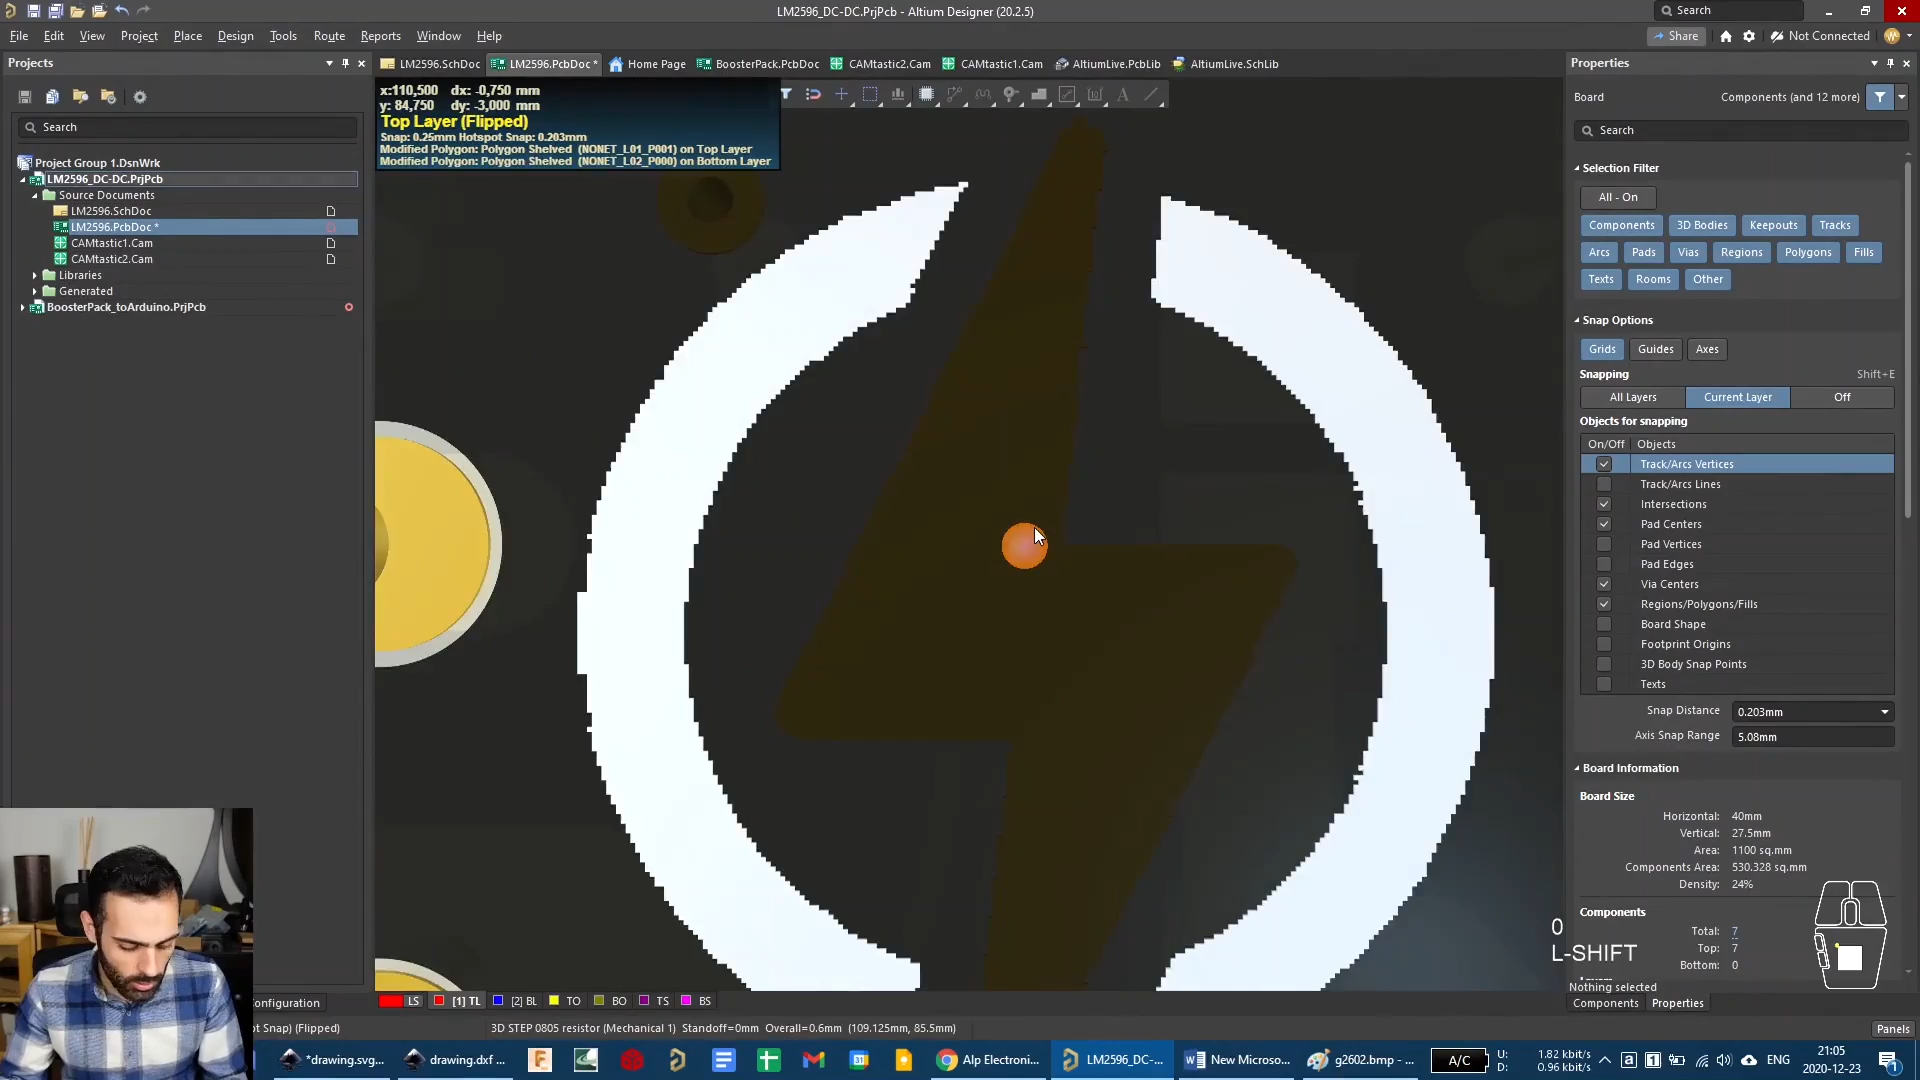 LM2596_DC-DC.PrjPcb - Altium Designer (20.2.5)
Search
File Edit View Project Place Design Tools Route Reports Window Help
Share
Not Connected
Projects
LM2596.SchDoc
LM2596.PcbDoc *
Home Page
BoosterPack.PcbDoc
CAMtastic2.Cam
CAMtastic1.Cam
AltiumLive.PcbLib
AltiumLive.SchLib
Properties
x:110,500 dx: -0,750 mm
y: 84,750 dy: -3,000 mm
Top Layer (Flipped)
Snap: 0.25mm Hotspot Snap: 0.203mm
Modified Polygon: Polygon Shelved (NONET_L01_P001) on Top Layer
Modified Polygon: Polygon Shelved (NONET_L02_P000) on Bottom Layer
Search
Project Group 1.DsnWrk
LM2596_DC-DC.PrjPcb
Source Documents
LM2596.SchDoc
LM2596.PcbDoc *
CAMtastic1.Cam
CAMtastic2.Cam
Libraries
Generated
BoosterPack_toArduino.PrjPcb
Board
Components (and 12 more)
Search
Selection Filter
All - On
Components 3D Bodies Keepouts Tracks
Arcs Pads Vias Regions Polygons Fills
Texts Rooms Other
Snap Options
Grids Guides Axes
Snapping Shift+E
All Layers Current Layer Off
Objects for snapping
On/Off Objects
Track/Arcs Vertices
Track/Arcs Lines
Intersections
Pad Centers
Pad Vertices
Pad Edges
Via Centers
Regions/Polygons/Fills
Board Shape
Footprint Origins
3D Body Snap Points
Texts
Snap Distance 0.203mm
Axis Snap Range 5.08mm
Board Information
Board Size
Horizontal: 40mm
Vertical: 27.5mm
Area: 1100 sq.mm
Components Area: 530.328 sq.mm
Density: 24%
Components
Total: 7
Top: 7
Bottom: 0
Nothing selected
Components Properties
0
L-SHIFT
onfiguration
LS [1] TL [2] BL TO BO TS BS
ot Snap) (Flipped)
3D STEP 0805 resistor (Mechanical 1) Standoff=0mm Overall=0.6mm (109.125mm, 85.5mm)
Panels
*drawing.svg...
drawing.dxf ...
31
Alp Electroni...
LM2596_DC-...
New Microso...
g2602.bmp - ...
A/C
U: 1.82 kbit/s
D: 0.96 kbit/s
ENG
21:05
2020-12-23
1